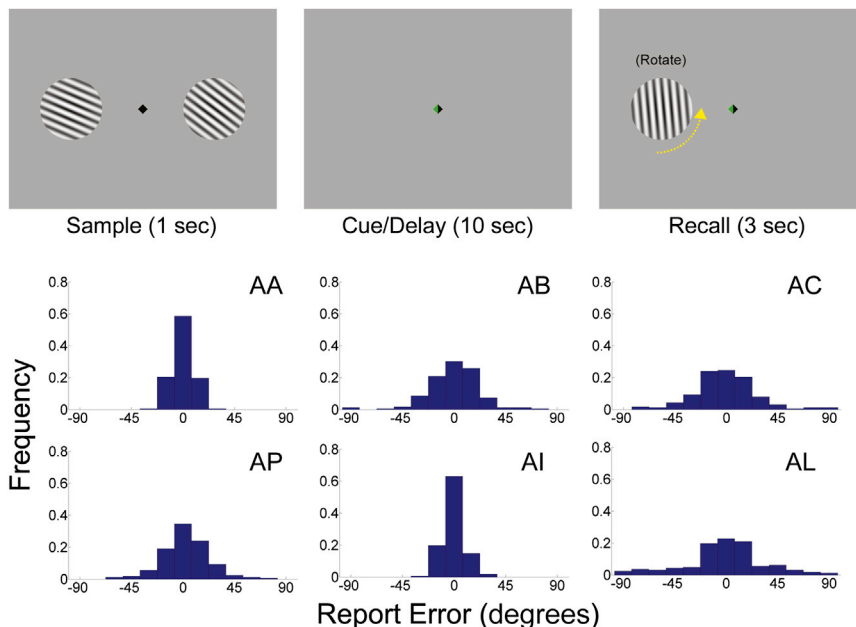 (Rotate)
Sample (1 sec)
Cue/Delay (10 sec)
Recall (3 sec)
Frequency
AA
0.8
0.6
0.4
0.2
0
-90 -45 0 45 90
AB
0.8
0.6
0.4
0.2
0
-90 -45 0 45 90
AC
0.8
0.6
0.4
0.2
0
-90 -45 0 45 90
AP
0.8
0.6
0.4
0.2
0
-90 -45 0 45 90
AI
0.8
0.6
0.4
0.2
0
-90 -45 0 45 90
AL
0.8
0.6
0.4
0.2
0
-90 -45 0 45 90
Report Error (degrees)